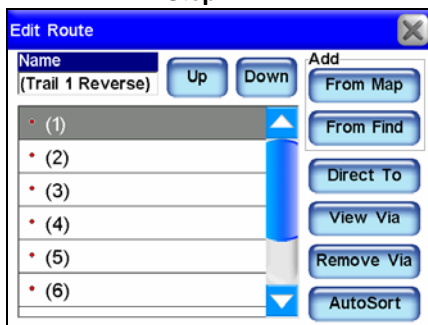 Edit Route
Name
(Trail 1 Reverse)
Up
Down
Add
From Map
From Find
(1)
(2)
(3)
(4)
(5)
(6)
Direct To
View Via
Remove Via
AutoSort